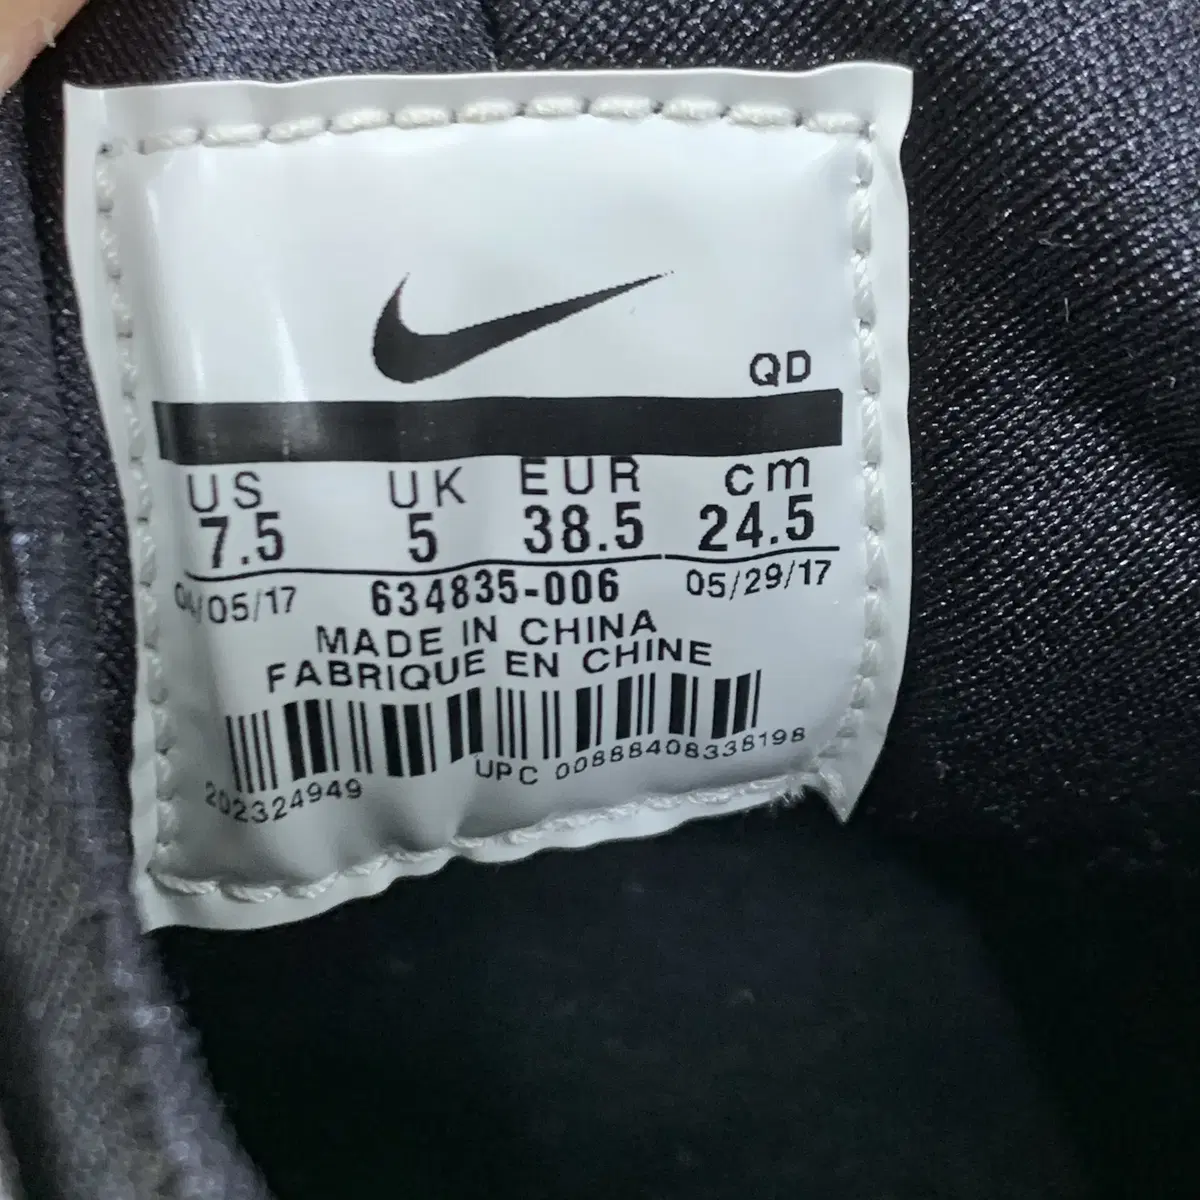 QD
US UK EUR cm
7.5 5 38.5 24.5
04/05/17 634835-006 05/29/17
MADE IN CHINA
FABRIQUE EN CHINE
202324949 UPC 00888408338198